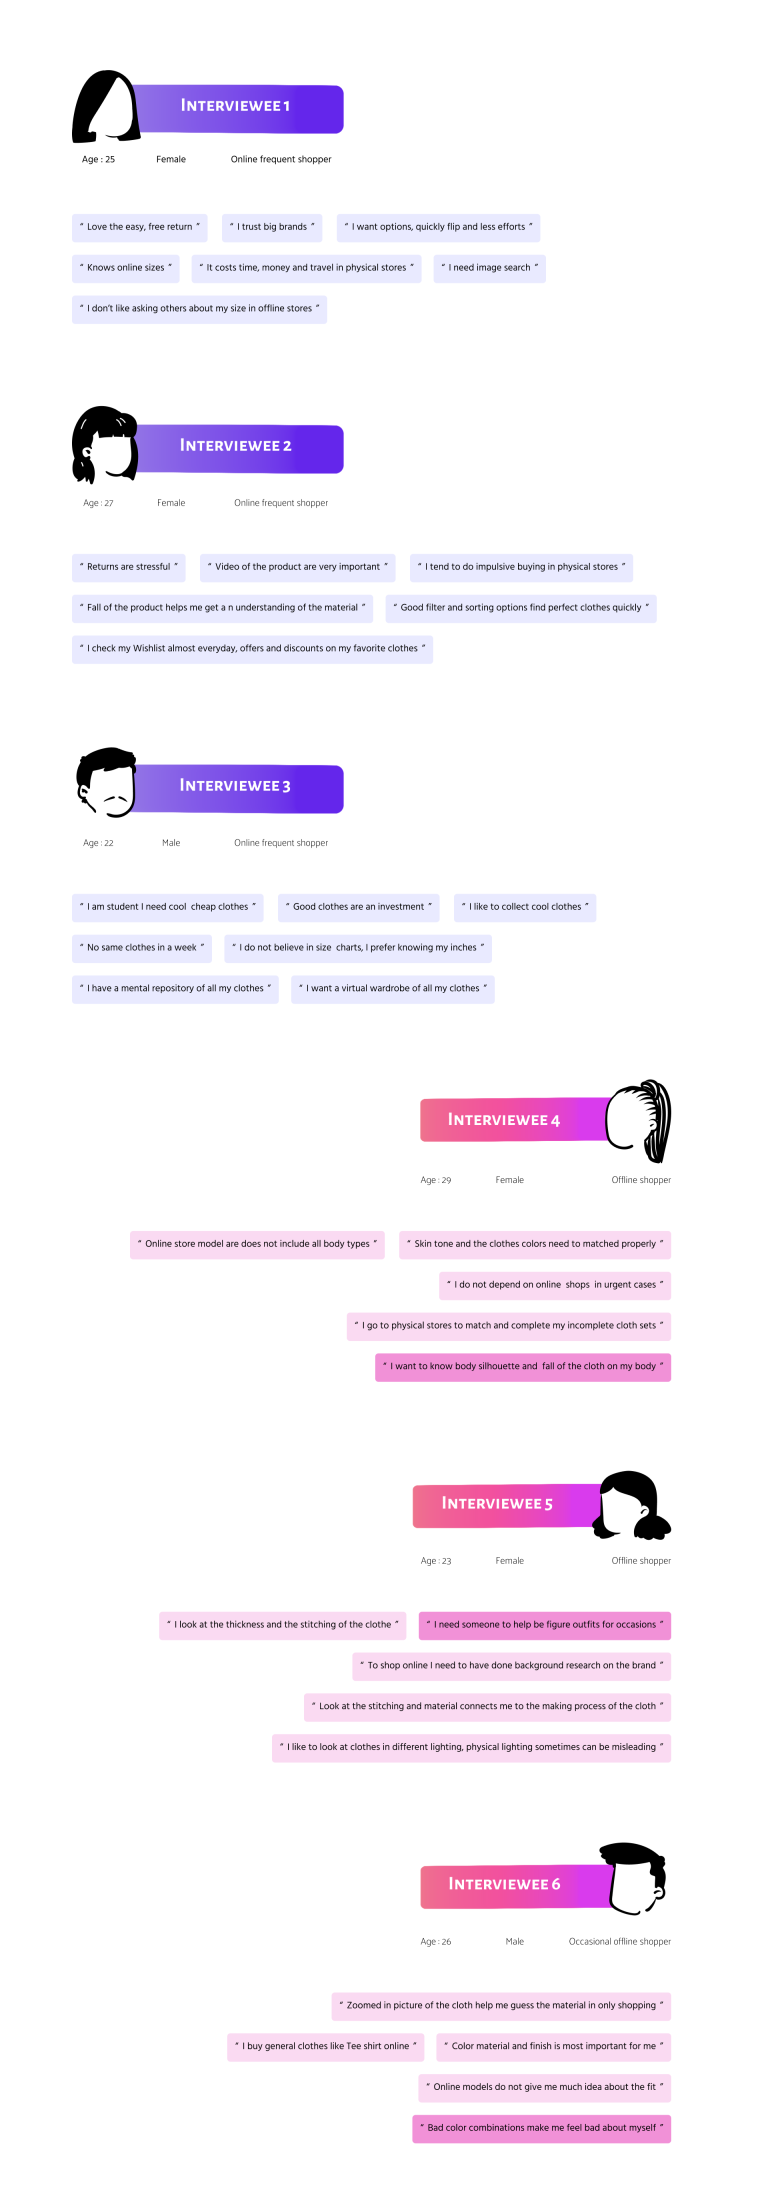 Interviewee 1
Age : 25 Female Online frequent shopper
“ Love the easy, free return ” “ I trust big brands ” “ I want options, quickly flip and less efforts ”
“ Knows online sizes ” “ It costs time, money and travel in physical stores ” “ I need image search ”
“ I don’t like asking others about my size in offline stores ”
Interviewee 2
Age : 27 Female Online frequent shopper
“ Returns are stressful ” “ Video of the product are very important ” “ I tend to do impulsive buying in physical stores ”
“ Fall of the product helps me get a n understanding of the material ” “ Good filter and sorting options find perfect clothes quickly ”
“ I check my Wishlist almost everyday, offers and discounts on my favorite clothes ”
Interviewee 3
Age : 22 Male Online frequent shopper
“ I am student I need cool cheap clothes ” “ Good clothes are an investment ” “ I like to collect cool clothes ”
“ No same clothes in a week ” “ I do not believe in size charts, I prefer knowing my inches ”
“ I have a mental repository of all my clothes ” “ I want a virtual wardrobe of all my clothes ”
Interviewee 4
Age : 29 Female Offline shopper
“ Online store model are does not include all body types ” “ Skin tone and the clothes colors need to matched properly ”
“ I do not depend on online shops in urgent cases ”
“ I go to physical stores to match and complete my incomplete cloth sets ”
“ I want to know body silhouette and fall of the cloth on my body ”
Interviewee 5
Age : 23 Female Offline shopper
“ I look at the thickness and the stitching of the clothe ” “ I need someone to help be figure outfits for occasions ”
“ To shop online I need to have done background research on the brand ”
“ Look at the stitching and material connects me to the making process of the cloth ”
“ I like to look at clothes in different lighting, physical lighting sometimes can be misleading ”
Interviewee 6
Age : 26 Male Occasional offline shopper
“ Zoomed in picture of the cloth help me guess the material in only shopping ”
“ I buy general clothes like Tee shirt online ” “ Color material and finish is most important for me ”
“ Online models do not give me much idea about the fit ”
“ Bad color combinations make me feel bad about myself ”